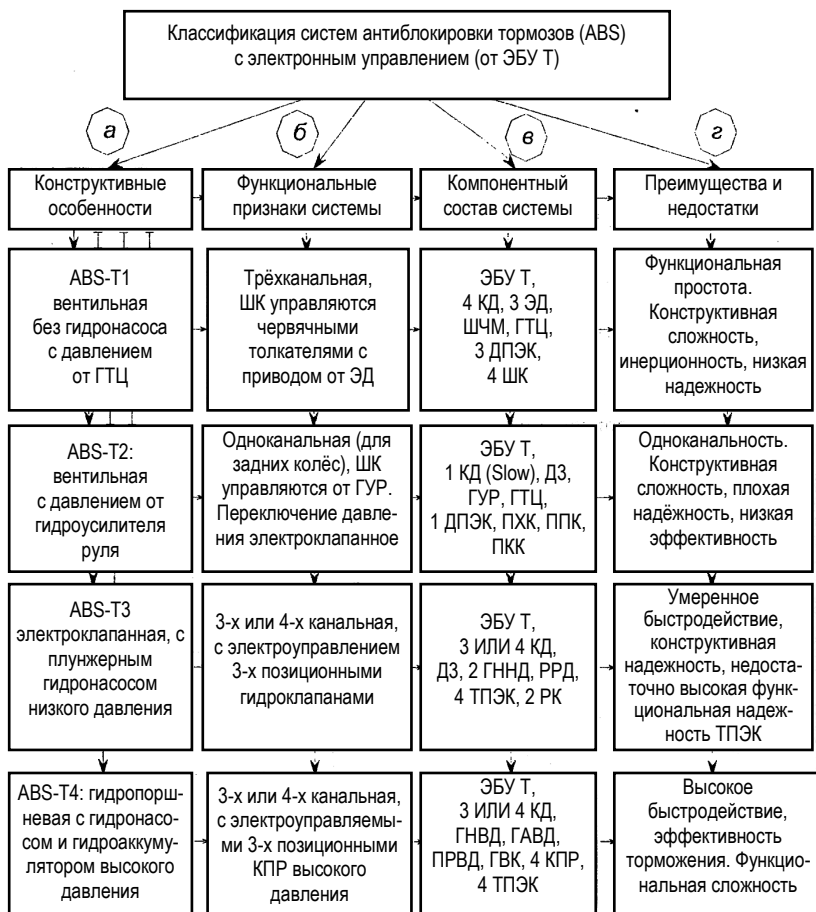 Классификация систем антиблокировки тормозов (ABS)
с электронным управлением (от ЭБУ Т)
а
б
в
г
Конструктивные
особенности
Функциональные
признаки системы
Компонентный
состав системы
Преимущества и
недостатки
ABS-T1
вентильная
без гидронасоса
с давлением
от ГТЦ
Трёхканальная,
ШК управляются
червячными
толкателями с
приводом от ЭД
ЭБУ Т,
4 КД, 3 ЭД,
ШЧМ, ГТЦ,
3 ДПЭК,
4 ШК
Функциональная
простота.
Конструктивная
сложность,
инерционность, низкая
надежность
ABS-T2:
вентильная
с давлением от
гидроусилителя
руля
Одноканальная (для
задних колёс), ШК
управляются от ГУР.
Переключение давле-
ния электроклапанное
ЭБУ Т,
1 КД (Slow), ДЗ,
ГУР, ГТЦ,
1 ДПЭК, ПХК, ППК,
ПКК
Одноканальность.
Конструктивная
сложность, плохая
надёжность, низкая
эффективность
ABS-T3
электроклапанная, с
плунжерным
гидронасосом
низкого давления
3-х или 4-х канальная,
с электроуправлением
3-х позиционными
гидроклапанами
ЭБУ Т,
3 ИЛИ 4 КД,
ДЗ, 2 ГННД, РРД,
4 ТПЭК, 2 РК
Умеренное
быстродействие,
конструктивная
надежность, недоста-
точно высокая функ-
циональная надеж-
ность ТПЭК
ABS-T4: гидропорш-
невая с гидронасо-
сом и гидроаккуму-
лятором высокого
давления
3-х или 4-х канальная,
с электроуправляемы-
ми 3-х позиционными
КПР высокого
давления
ЭБУ Т,
3 ИЛИ 4 КД,
ГНВД, ГАВД,
ПРВД, ГВК, 4 КПР,
4 ТПЭК
Высокое
быстродействие,
эффективность
торможения. Функцио-
нальная сложность